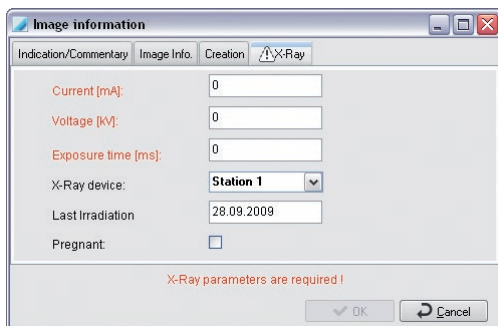 Image information
Indication/Commentary Image Info. Creation X-Ray
Current [mA]: 0
Voltage [kV]: 0
Exposure time [ms]: 0
X-Ray device: Station 1
Last Irradiation 28.09.2009
Pregnant:
X-Ray parameters are required !
OK Cancel